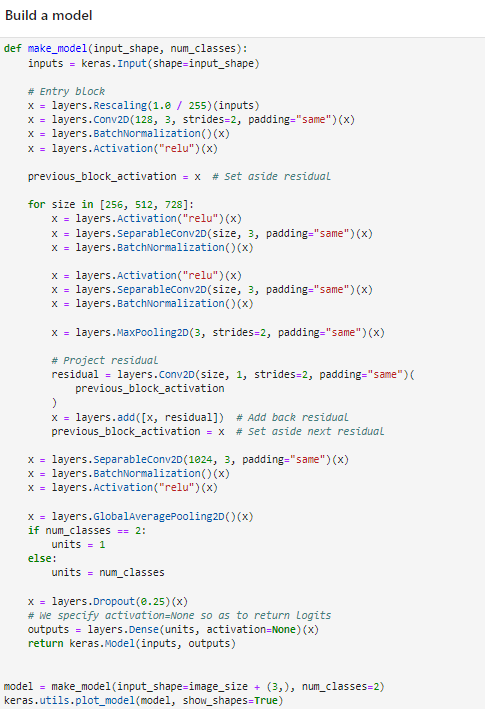 Build a model
def make_model(input_shape, num_classes):
    inputs = keras.Input(shape=input_shape)

    # Entry block
    x = layers.Rescaling(1.0 / 255)(inputs)
    x = layers.Conv2D(128, 3, strides=2, padding="same")(x)
    x = layers.BatchNormalization()(x)
    x = layers.Activation("relu")(x)

    previous_block_activation = x  # Set aside residual

    for size in [256, 512, 728]:
        x = layers.Activation("relu")(x)
        x = layers.SeparableConv2D(size, 3, padding="same")(x)
        x = layers.BatchNormalization()(x)

        x = layers.Activation("relu")(x)
        x = layers.SeparableConv2D(size, 3, padding="same")(x)
        x = layers.BatchNormalization()(x)

        x = layers.MaxPooling2D(3, strides=2, padding="same")(x)

        # Project residual
        residual = layers.Conv2D(size, 1, strides=2, padding="same")(
            previous_block_activation
        )
        x = layers.add([x, residual])  # Add back residual
        previous_block_activation = x  # Set aside next residual

    x = layers.SeparableConv2D(1024, 3, padding="same")(x)
    x = layers.BatchNormalization()(x)
    x = layers.Activation("relu")(x)

    x = layers.GlobalAveragePooling2D()(x)
    if num_classes == 2:
        units = 1
    else:
        units = num_classes

    x = layers.Dropout(0.25)(x)
    # We specify activation=None so as to return logits
    outputs = layers.Dense(units, activation=None)(x)
    return keras.Model(inputs, outputs)


model = make_model(input_shape=image_size + (3,), num_classes=2)
keras.utils.plot_model(model, show_shapes=True)